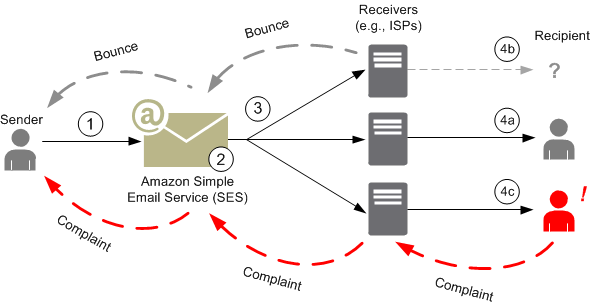 Receivers
(e.g., ISPs)
Bounce
Bounce
4b
Recipient
?
Sender
1
@
3
4a
2
Amazon Simple
Email Service (SES)
4c
!
Complaint
Complaint
Complaint